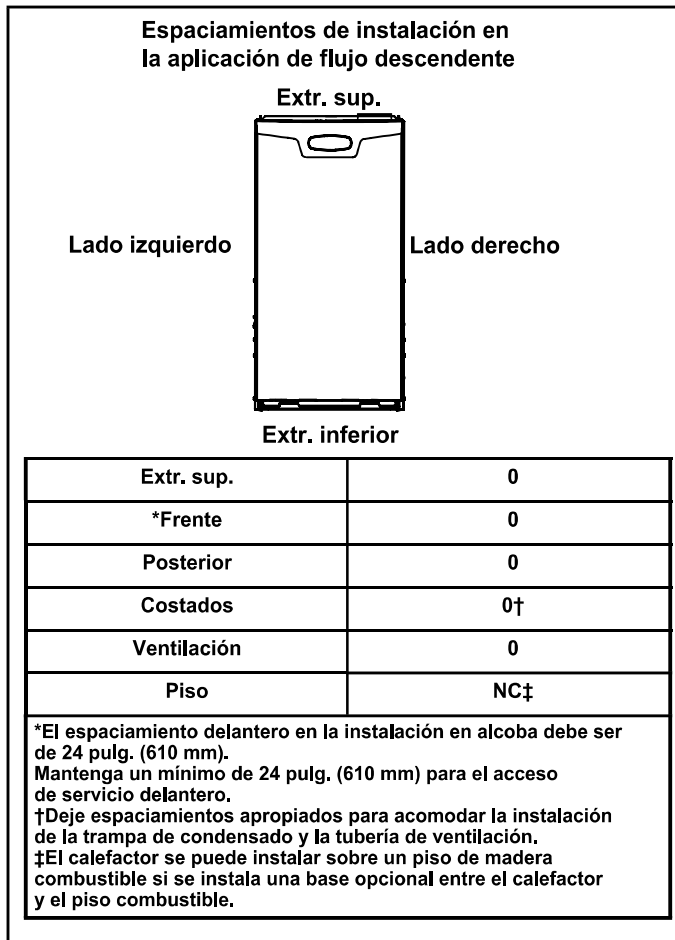 Espaciamientos de instalación en
la aplicación de flujo descendente
Extr. sup.
Lado izquierdo
Lado derecho
Extr. inferior
Extr. sup. 0
*Frente 0
Posterior 0
Costados 0†
Ventilación 0
Piso NC‡
*El espaciamiento delantero en la instalación en alcoba debe ser
de 24 pulg. (610 mm).
Mantenga un mínimo de 24 pulg. (610 mm) para el acceso
de servicio delantero.
†Deje espaciamientos apropiados para acomodar la instalación
de la trampa de condensado y la tubería de ventilación.
‡El calefactor se puede instalar sobre un piso de madera
combustible si se instala una base opcional entre el calefactor
y el piso combustible.